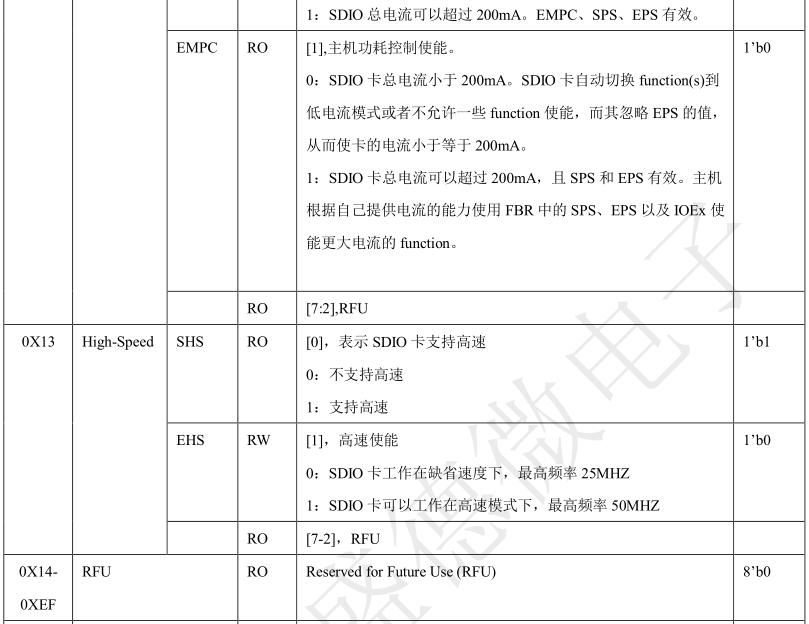 1：SDIO 总电流可以超过 200mA。EMPC、SPS、EPS 有效。
EMPC RO [1],主机功耗控制使能。 1’b0
0：SDIO 卡总电流小于 200mA。SDIO 卡自动切换 function(s)到
低电流模式或者不允许一些 function 使能，而其忽略 EPS 的值，
从而使卡的电流小于等于 200mA。
1：SDIO 卡总电流可以超过 200mA，且 SPS 和 EPS 有效。主机
根据自己提供电流的能力使用 FBR 中的 SPS、EPS 以及 IOEx 使
能更大电流的 function。
RO [7:2],RFU
0X13 High-Speed SHS RO [0]，表示 SDIO 卡支持高速 1’b1
0：不支持高速
1：支持高速
EHS RW [1]，高速使能 1’b0
0：SDIO 卡工作在缺省速度下，最高频率 25MHZ
1：SDIO 卡可以工作在高速模式下，最高频率 50MHZ
RO [7-2]，RFU
0X14- RFU RO Reserved for Future Use (RFU) 8’b0
0XEF
盛德微电子